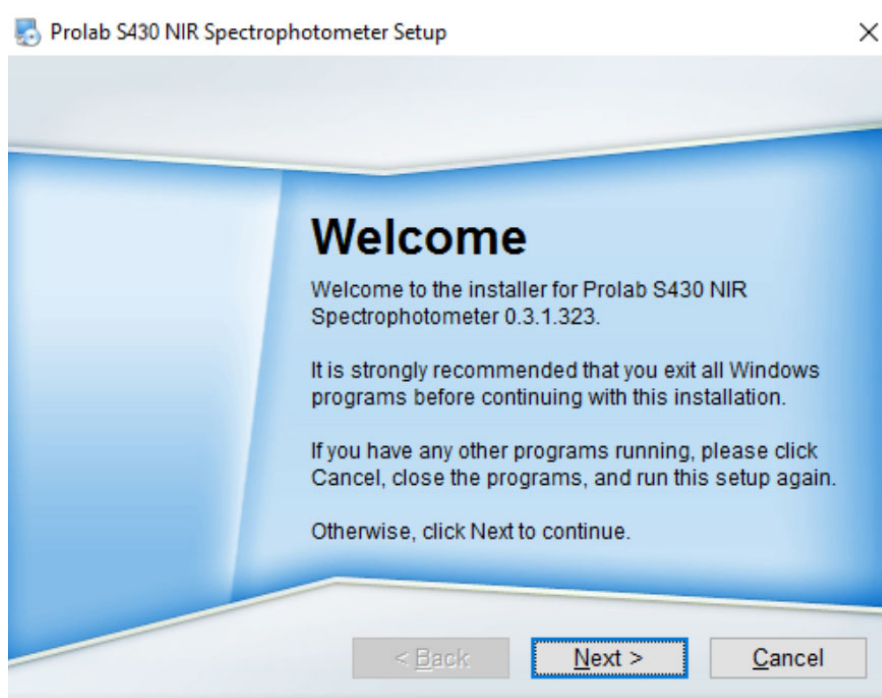 Prolab S430 NIR Spectrophotometer Setup
Welcome
Welcome to the installer for Prolab S430 NIR
Spectrophotometer 0.3.1.323.
It is strongly recommended that you exit all Windows
programs before continuing with this installation.
If you have any other programs running, please click
Cancel, close the programs, and run this setup again.
Otherwise, click Next to continue.
< Back Next > Cancel